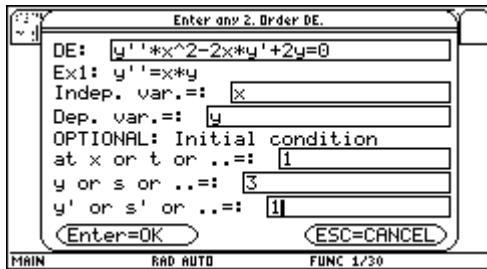 Enter any 2. Order DE.
DE: y''*x^2-2x*y'+2y=0
Ex1: y''=x*y
Indep. var.=: x
Dep. var.=: y
OPTIONAL: Initial condition
at x or t or ..=: 1
y or s or ..=: 3
y' or s' or ..=: 1
Enter=OK ESC=CANCEL
MAIN RAD AUTO FUNC 1/30